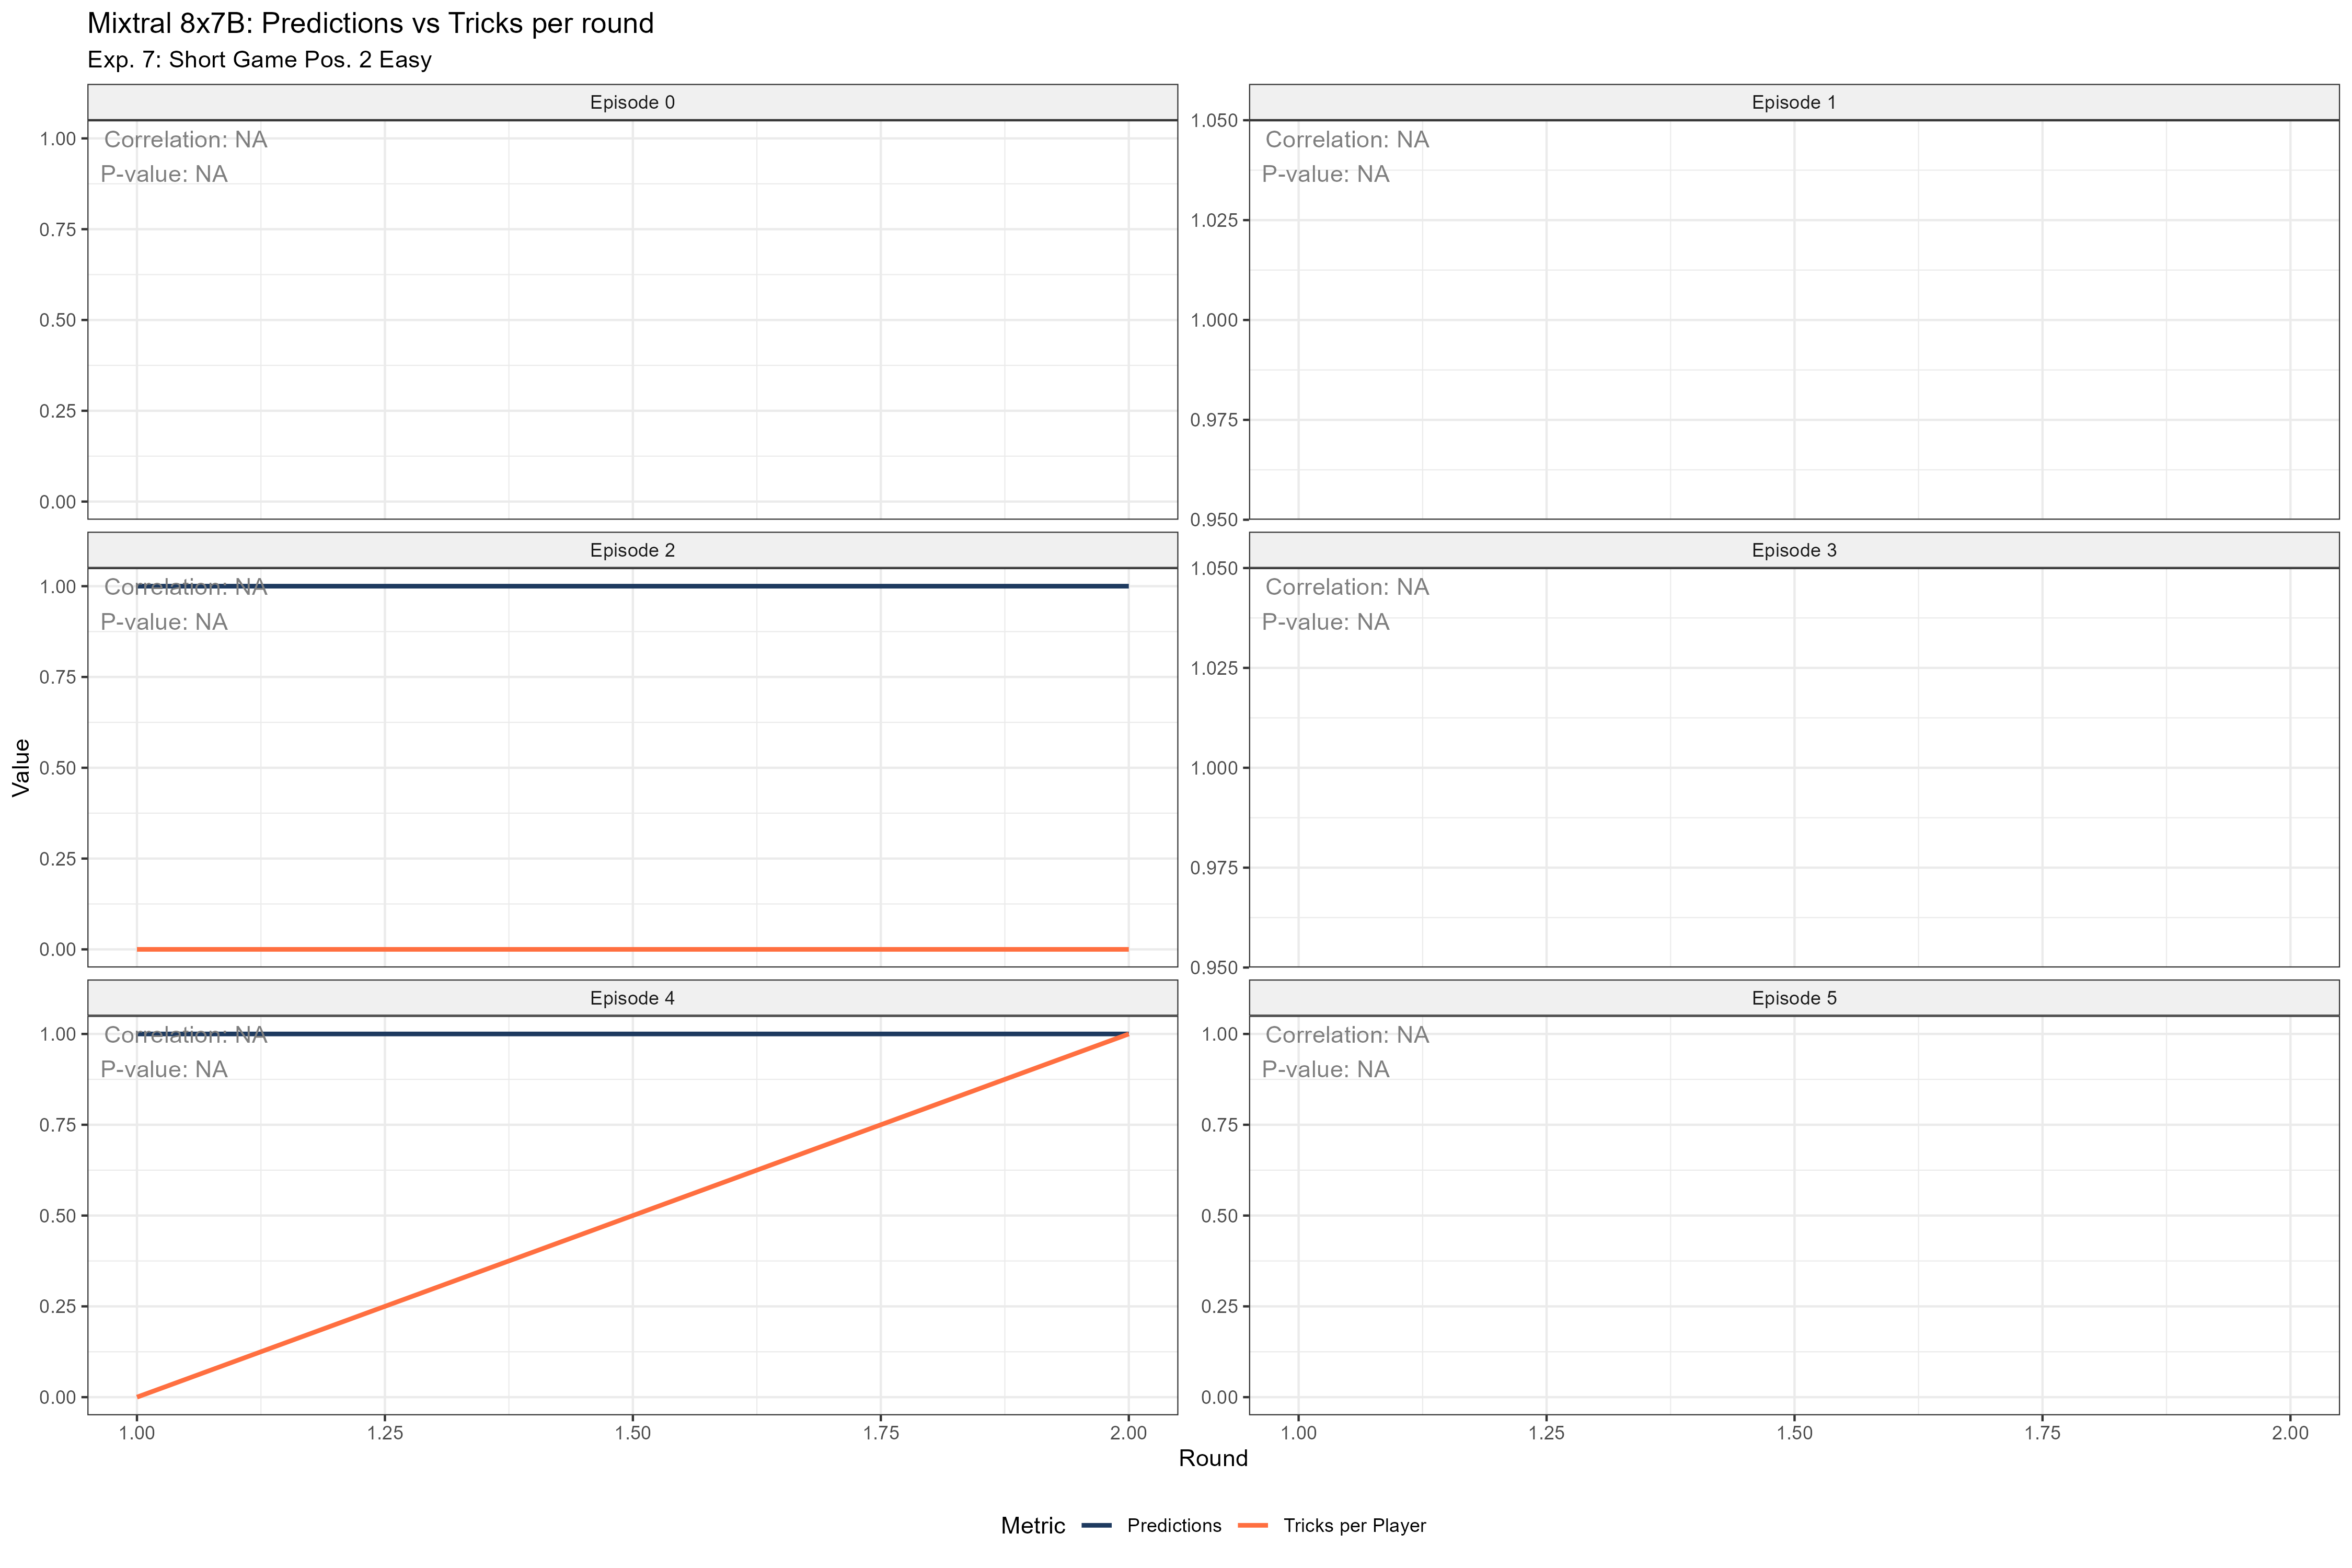 Mixtral 8x7B: Predictions vs Tricks per round
Exp. 7: Short Game Pos. 2 Easy
Episode 0
Correlation: NA
P-value: NA
1.00
0.75
0.50
0.25
0.00
Episode 1
Correlation: NA
P-value: NA
1.050
1.025
1.000
0.975
0.950
Episode 2
Correlation: NA
P-value: NA
1.00
0.75
0.50
0.25
0.00
Episode 3
Correlation: NA
P-value: NA
1.050
1.025
1.000
0.975
0.950
Episode 4
Correlation: NA
P-value: NA
1.00
0.75
0.50
0.25
0.00
1.00 1.25 1.50 1.75 2.00
Episode 5
Correlation: NA
P-value: NA
1.00
0.75
0.50
0.25
0.00
1.00 1.25 1.50 1.75 2.00
Value
Round
Metric Predictions Tricks per Player